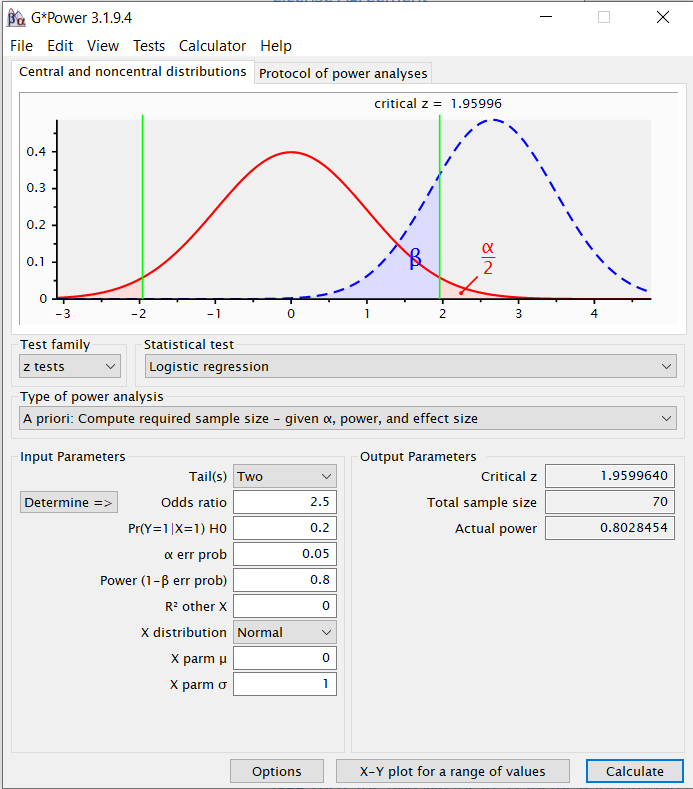 G*Power 3.1.9.4
File Edit View Tests Calculator Help
Central and noncentral distributions Protocol of power analyses
critical z = 1.95996
0.4
0.3
0.2
0.1
0
β
α
2
-3 -2 -1 0 1 2 3 4
Test family Statistical test
z tests Logistic regression
Type of power analysis
A priori: Compute required sample size - given α, power, and effect size
Input Parameters Output Parameters
Tail(s) Two Critical z 1.9599640
Determine => Odds ratio 2.5 Total sample size 70
Pr(Y=1|X=1) H0 0.2 Actual power 0.8028454
α err prob 0.05
Power (1-β err prob) 0.8
R² other X 0
X distribution Normal
X parm μ 0
X parm σ 1
Options X-Y plot for a range of values Calculate